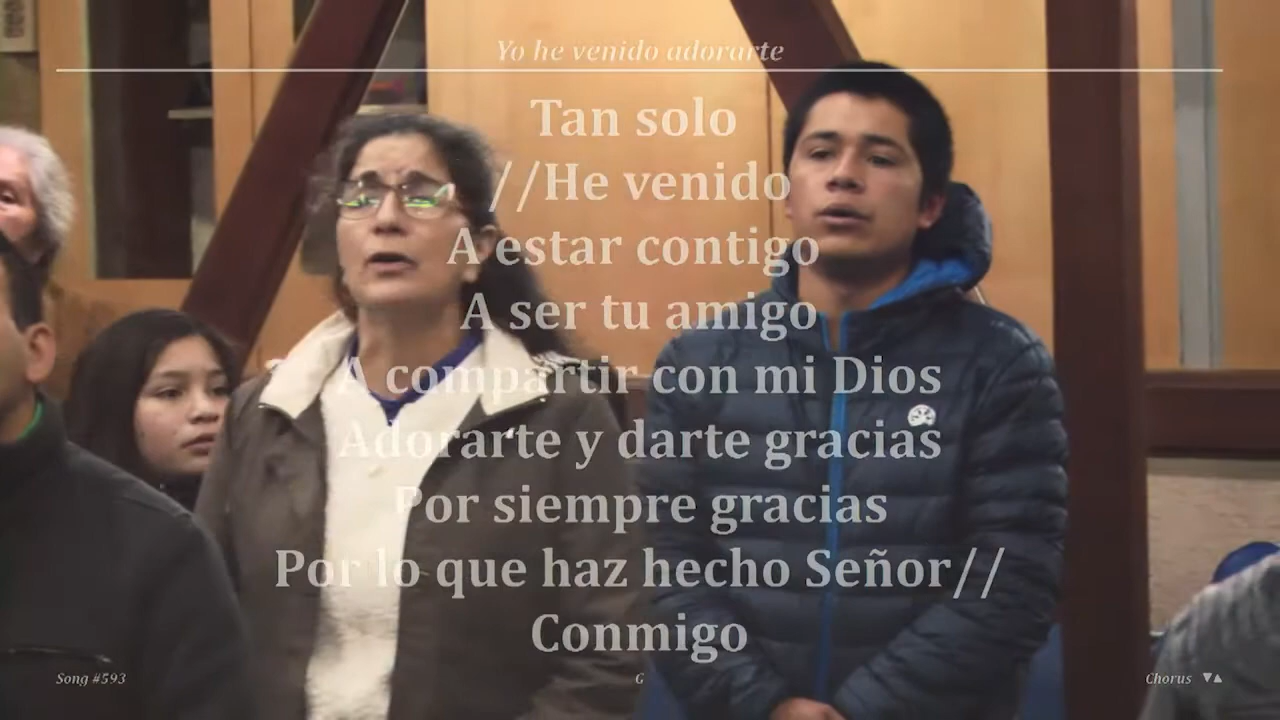 Yo he venido adorarte
Tan solo
//He venido
A estar contigo
A ser tu amigo
A compartir con mi Dios
Adorarte y darte gracias
Por siempre gracias
Por lo que haz hecho Señor//
Conmigo
Song #593
G
Chorus ▼▲